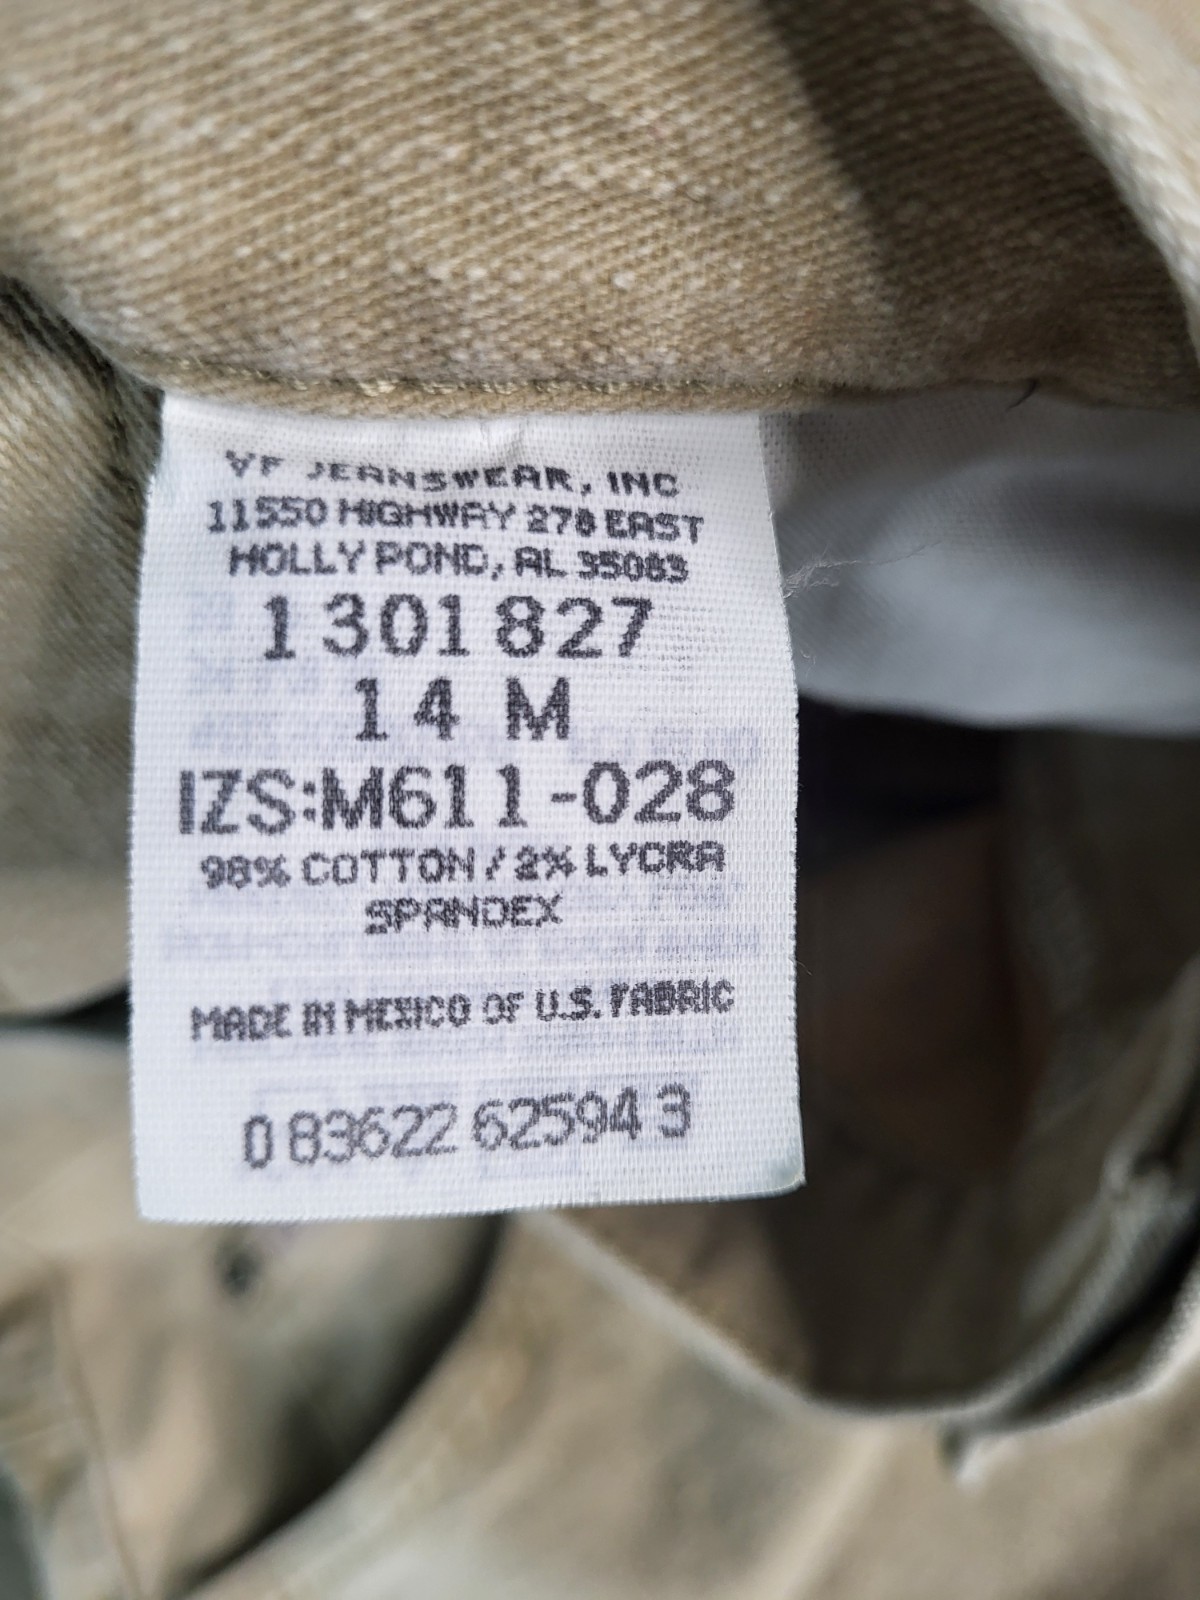 VF JEANSWEAR, INC
11550 HIGHWAY 278 EAST
HOLLY POND, AL 35083
1301827
14 M
IZS:M611-028
98% COTTON / 2% LYCRA
SPANDEX
MADE IN MEXICO OF U.S. FABRIC
0 83622 62594 3